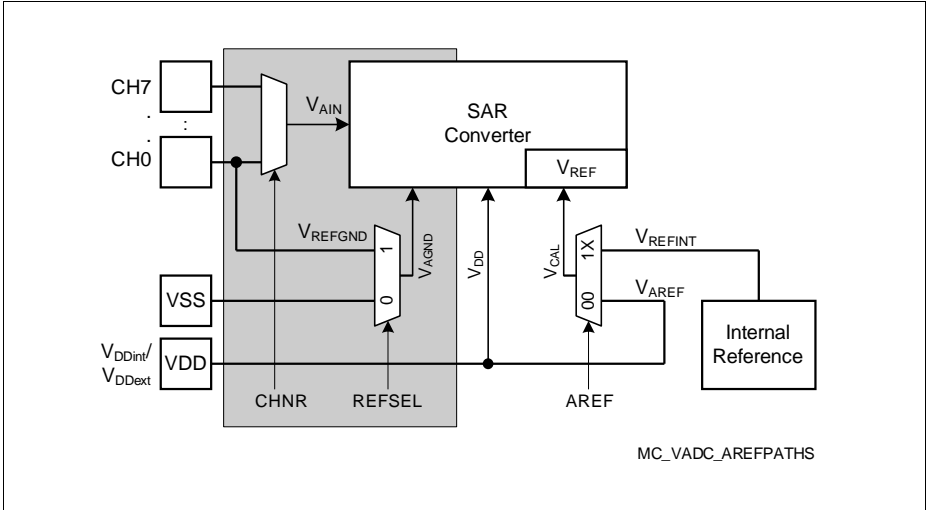 CH7
.
:
.
CH0
VAIN
SAR
Converter
VREF
VREFGND
1
0
VAGND
VDD
VCAL
1X
00
VREFINT
VAREF
VSS
VDDint/
VDDext
VDD
Internal
Reference
CHNR
REFSEL
AREF
MC_VADC_AREFPATHS